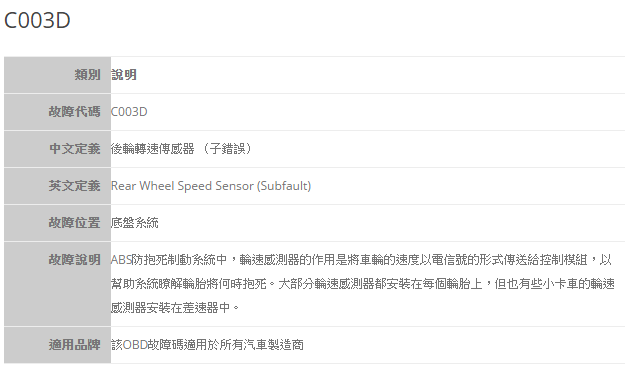 C003D
類別 說明
故障代碼 C003D
中文定義 後輪轉速傳感器 （子錯誤）
英文定義 Rear Wheel Speed Sensor (Subfault)
故障位置 底盤系統
故障說明 ABS防抱死制動系統中，輪速感測器的作用是將車輪的速度以電信號的形式傳送給控制模組，以
幫助系統瞭解輪胎將何時抱死。大部分輪速感測器都安裝在每個輪胎上，但也有些小卡車的輪速
感測器安裝在差速器中。
適用品牌 該OBD故障碼適用於所有汽車製造商